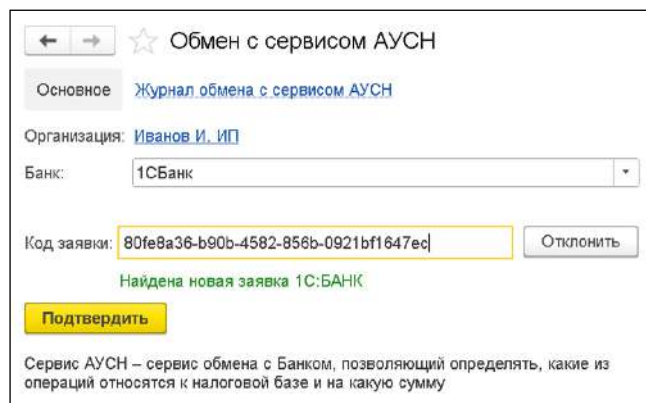 Обмен с сервисом АУСН
Основное Журнал обмена с сервисом АУСН
Организация: Иванов И. ИП
Банк: 1СБанк
Код заявки: 80fe8a36-b90b-4582-856b-0921bf1647ec Отклонить
Найдена новая заявка 1С:БАНК
Подтвердить
Сервис АУСН – сервис обмена с Банком, позволяющий определять, какие из
операций относятся к налоговой базе и на какую сумму